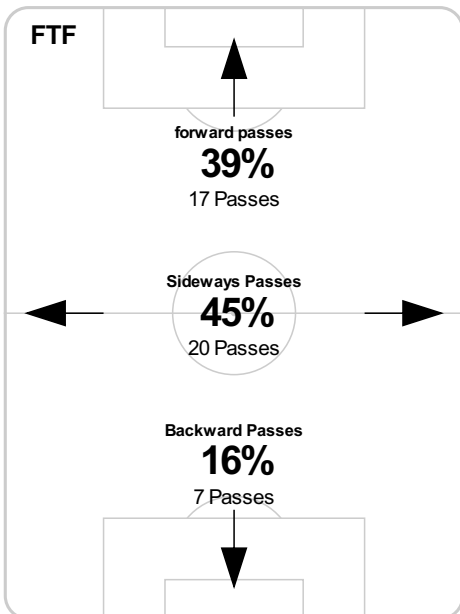 FTF
forward passes
39%
17 Passes
Sideways Passes
45%
20 Passes
Backward Passes
16%
7 Passes